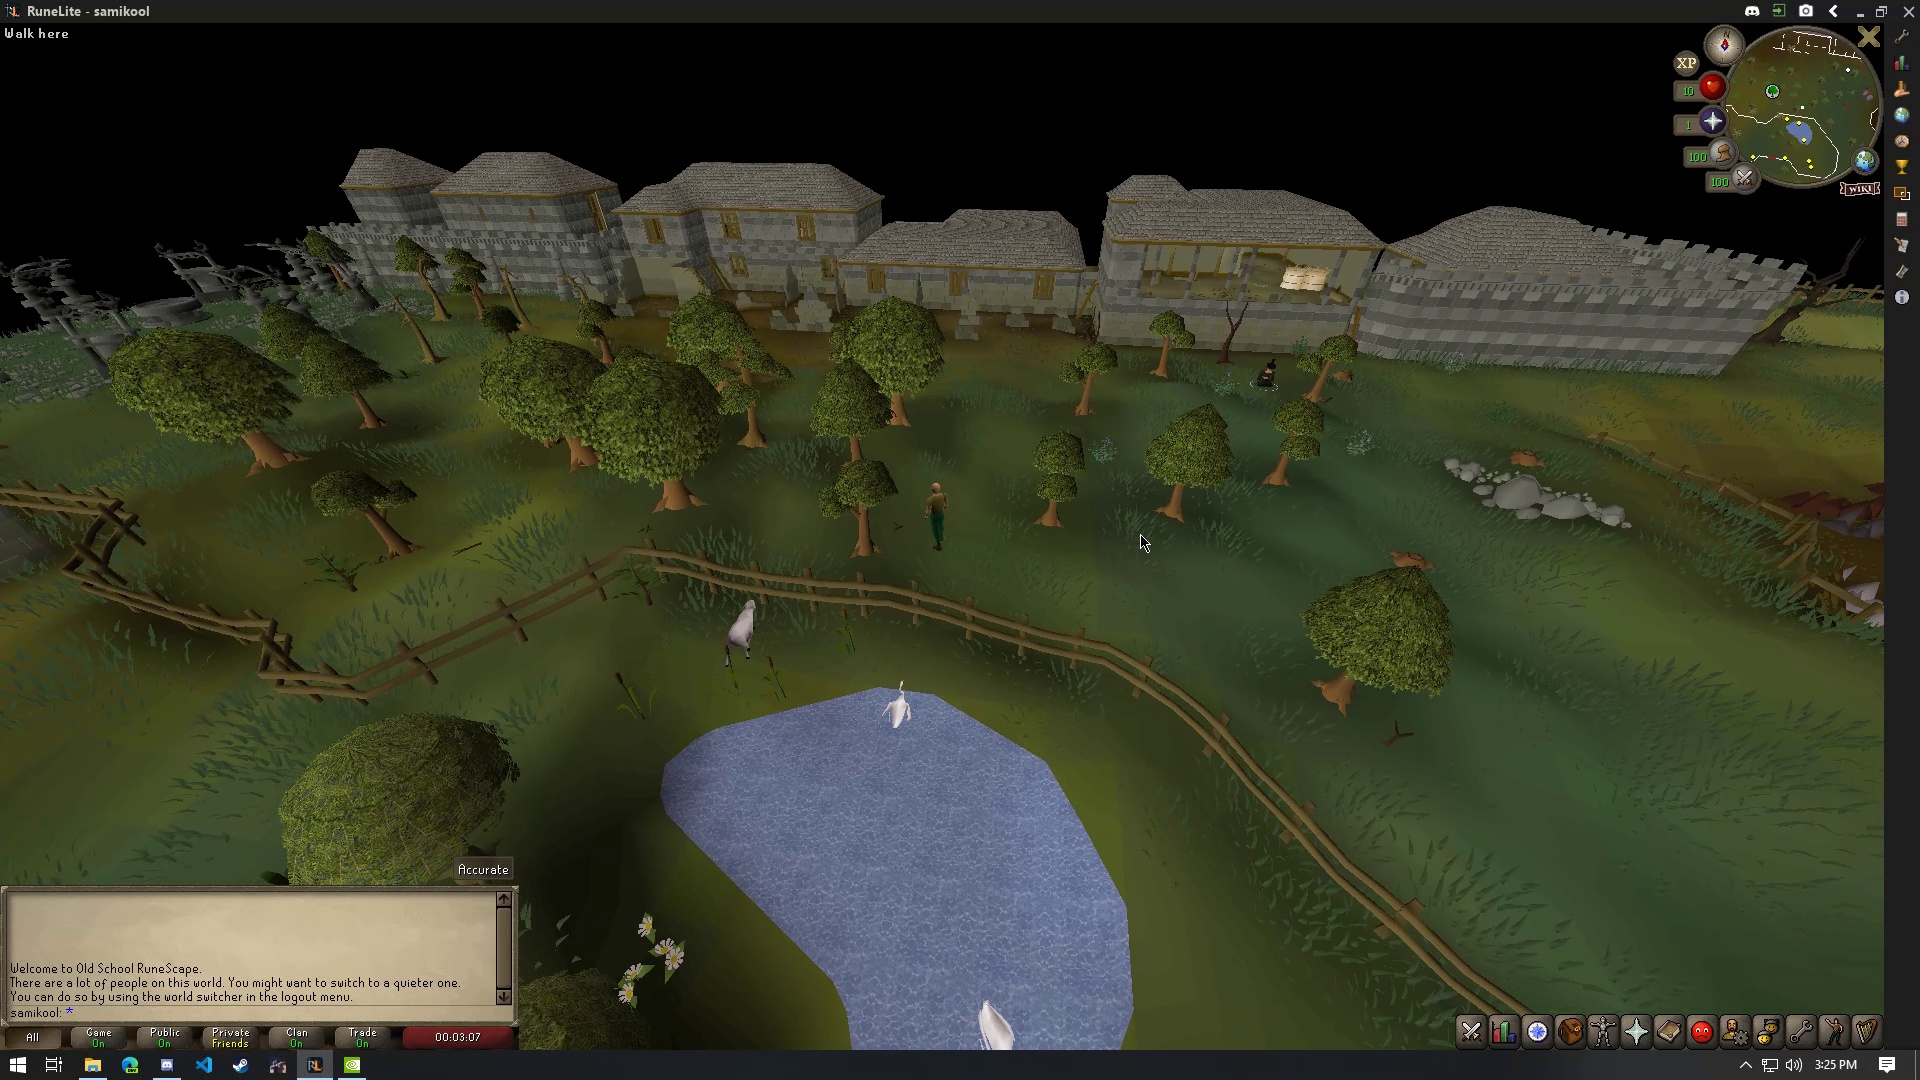 RuneLite - samikool
Walk here
N
XP
10
1
100
100
WIKI
Accurate
Welcome to Old School RuneScape.
There are a lot of people on this world. You might want to switch to a quieter one.
You can do so by using the world switcher in the logout menu.
samikool: *
All
Game
On
Public
On
Private
Friends
Clan
On
Trade
On
00:03:07
3:25 PM